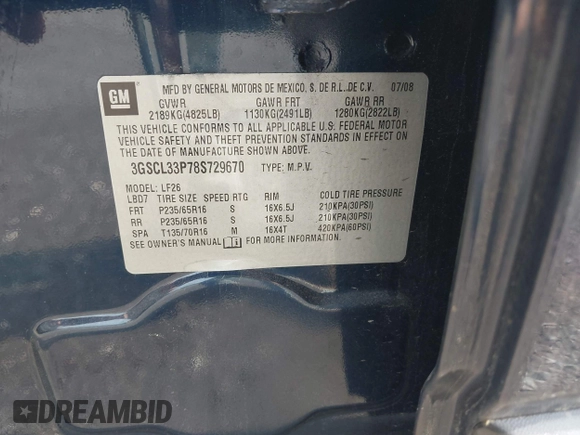 GM
MFD BY GENERAL MOTORS DE MEXICO, S. DE R.L. DE C.V. 07/08
GVWR GAWR FRT GAWR RR
2189KG(4825LB) 1130KG(2491LB) 1280KG(2822LB)
THIS VEHICLE CONFORMS TO ALL APPLICABLE U.S. FEDERAL MOTOR
VEHICLE SAFETY AND THEFT PREVENTION STANDARDS IN EFFECT ON
THE DATE OF MANUFACTURE SHOWN ABOVE.
3GSCL33P78S729670 TYPE: M.P.V.
MODEL: LF26
LBD7 TIRE SIZE SPEED RTG RIM COLD TIRE PRESSURE
FRT P235/65R16 S 16X6.5J 210KPA(30PSI)
RR P235/65R16 S 16X6.5J 210KPA(30PSI)
SPA T135/70R16 M 16X4T 420KPA(60PSI)
SEE OWNER'S MANUAL FOR MORE INFORMATION.
DREAMBID